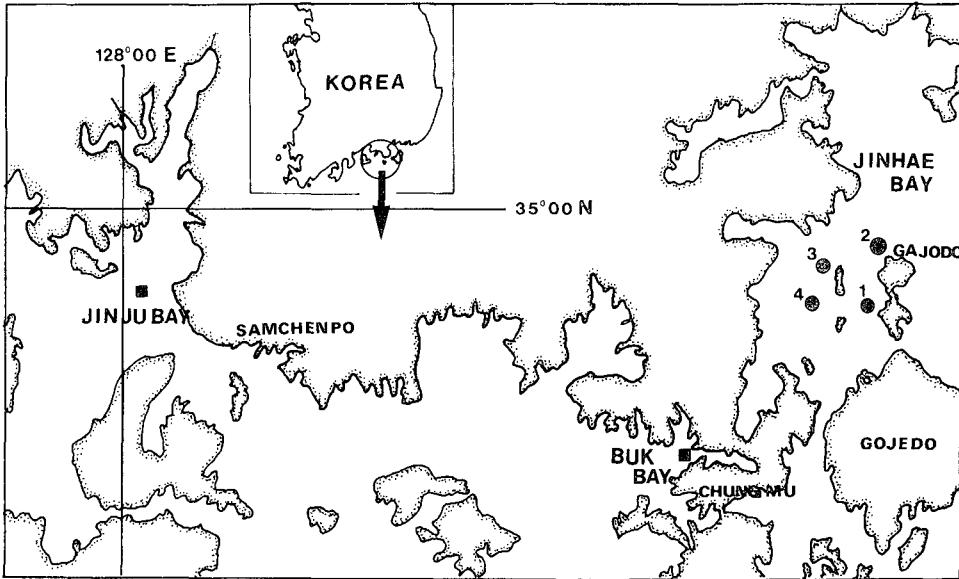 128°00 E
KOREA
JINHAE
BAY
35°00 N
2
GAJODO
3
4
1
JINJU BAY
SAMCHENPO
GOJEDO
BUK
BAY
CHUNG MU